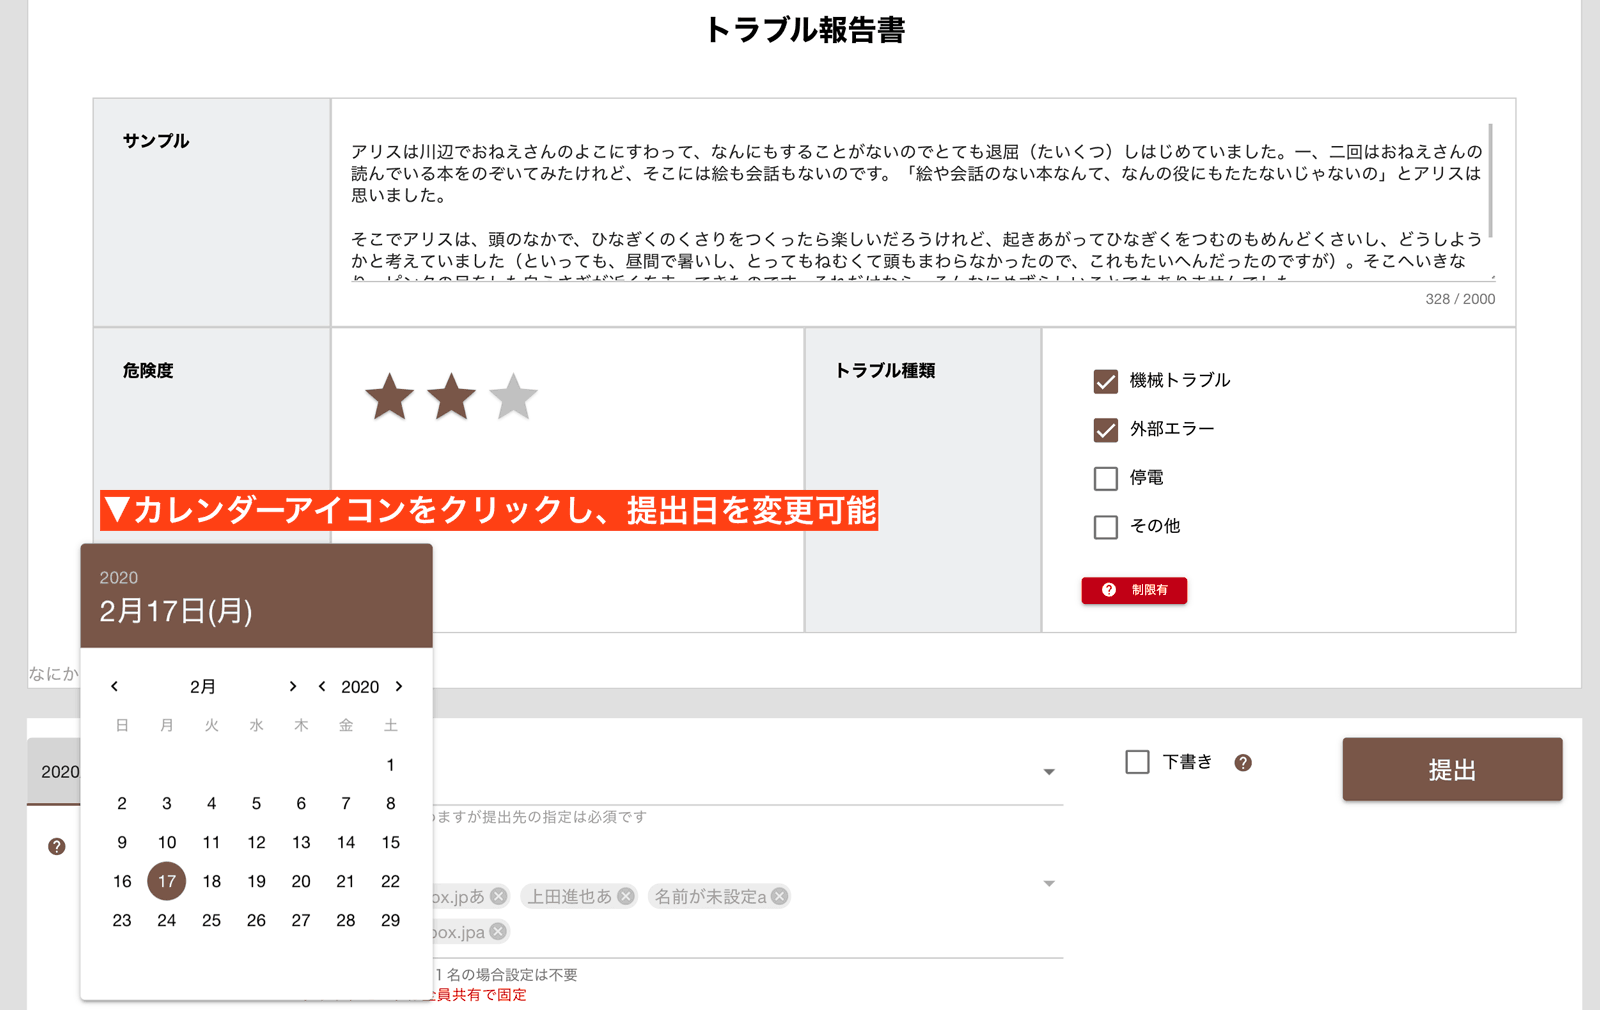 トラブル報告書
サンプル
アリスは川辺でおねえさんのよこにすわって、なんにもすることがないのでとても退屈（たいくつ）しはじめていました。一、二回はおねえさんの
読んでいる本をのぞいてみたけれど、そこには絵も会話もないのです。「絵や会話のない本なんて、なんの役にもたたないじゃないの」とアリスは
思いました。
そこでアリスは、頭のなかで、ひなぎくのくさりをつくったら楽しいだろうけれど、起きあがってひなぎくをつむのもめんどくさいし、どうしよう
かと考えていました（といっても、昼間で暑いし、とってもねむくて頭もまわらなかったので、これもたいへんだったのですが）。そこへいきな
328 / 2000
危険度
トラブル種類
機械トラブル
外部エラー
停電
その他
制限有
▼カレンダーアイコンをクリックし、提出日を変更可能
2020
2月17日(月)
なにか
2月 2020
日 月 火 水 木 金 土
1
2 3 4 5 6 7 8
9 10 11 12 13 14 15
16 17 18 19 20 21 22
23 24 25 26 27 28 29
2020
下書き
提出
ますが提出先の指定は必須です
ox.jpあ 上田進也あ 名前が未設定a
box.jpa
1 名の場合設定は不要
全員共有で固定